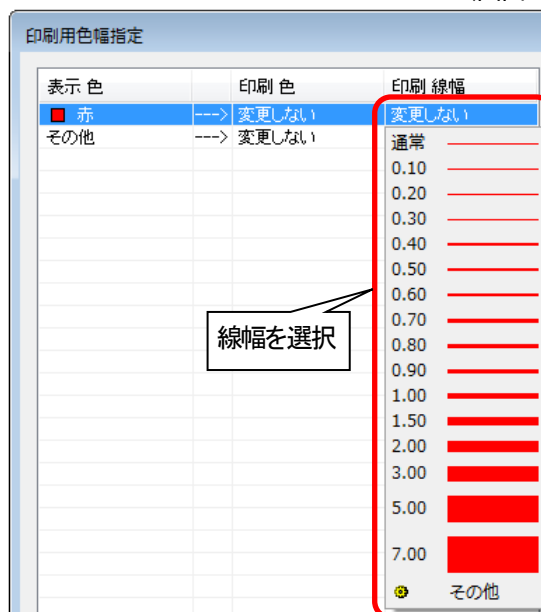 印刷用色幅指定
表示 色 印刷 色 印刷 線幅
赤 ---> 変更しない 変更しない
その他 ---> 変更しない
通常
0.10
0.20
0.30
0.40
0.50
0.60
0.70
0.80
0.90
1.00
1.50
2.00
3.00
5.00
7.00
その他
線幅を選択